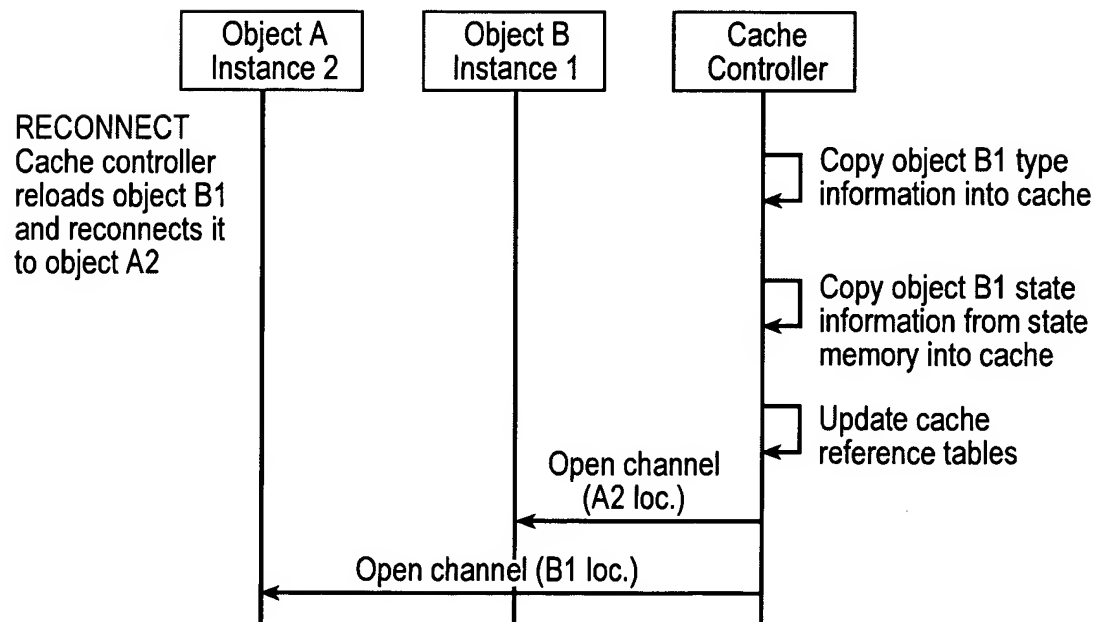 Object A
Instance 2
Object B
Instance 1
Cache
Controller
RECONNECT
Cache controller
reloads object B1
and reconnects it
to object A2
Copy object B1 type
information into cache
Copy object B1 state
information from state
memory into cache
Update cache
reference tables
Open channel
(A2 loc.)
Open channel (B1 loc.)